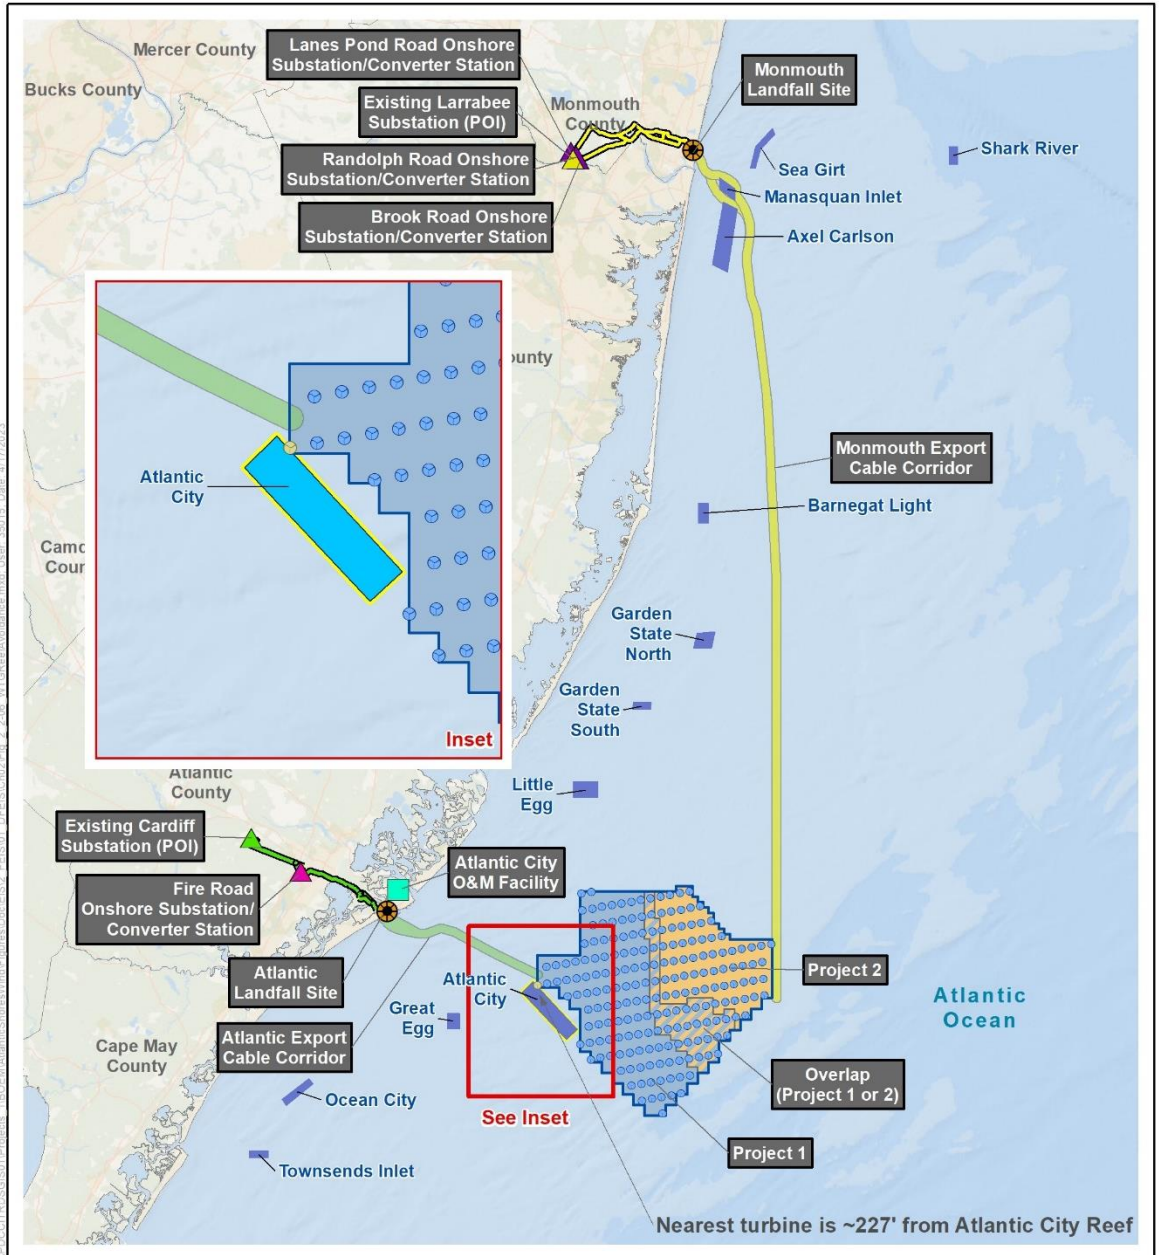 Mercer County
Bucks County
Lanes Pond Road Onshore
Substation/Converter Station
Existing Larrabee
Substation (POI)
Monmouth
County
Randolph Road Onshore
Substation/Converter Station
Brook Road Onshore
Substation/Converter Station
Monmouth
Landfall Site
Shark River
Sea Girt
Manasquan Inlet
Axel Carlson
ounty
Atlantic
City
Inset
Camd
Coun
Monmouth Export
Cable Corridor
Barnegat Light
Garden
State
North
Garden
State
South
Little
Egg
Atlantic
County
Existing Cardiff
Substation (POI)
Fire Road
Onshore Substation/
Converter Station
Atlantic City
O&M Facility
Atlantic
Landfall Site
Atlantic
City
Great
Egg
Atlantic Export
Cable Corridor
Cape May
County
Ocean City
Townsends Inlet
See Inset
Project 2
Atlantic
Ocean
Overlap
(Project 1 or 2)
Project 1
Nearest turbine is ~227' from Atlantic City Reef